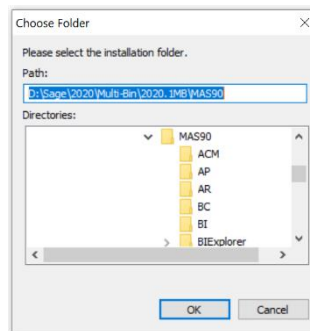 Choose Folder
Please select the installation folder.
Path:
D:\Sage\2020\Multi-Bin\2020.1MB\MAS90
Directories:
MAS90
ACM
AP
AR
BC
BI
BIExplorer
OK Cancel